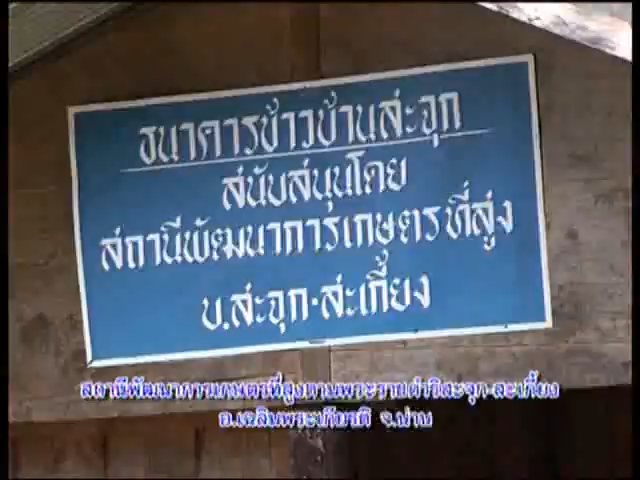 ธนาคารข้าวบ้านสะจุก
สนับสนุนโดย
สถานีพัฒนาการเกษตรที่สูง
บ.สะจุก-สะเกี้ยง
สถานีพัฒนาการเกษตรที่สูงตามพระราชดำริสะจุก-สะเกี้ยง
อ.เฉลิมพระเกียรติ จ.น่าน